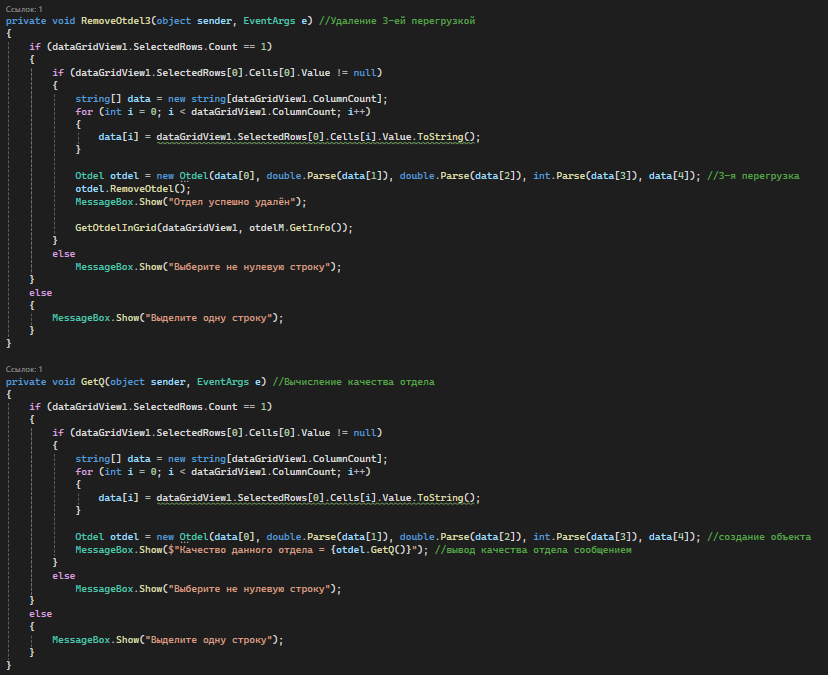 Ссылок: 1
private void RemoveOtdel3(object sender, EventArgs e) //Удаление 3-ей перегрузкой
{
if (dataGridView1.SelectedRows.Count == 1)
{
if (dataGridView1.SelectedRows[0].Cells[0].Value != null)
{
string[] data = new string[dataGridView1.ColumnCount];
for (int i = 0; i < dataGridView1.ColumnCount; i++)
{
data[i] = dataGridView1.SelectedRows[0].Cells[i].Value.ToString();
}
Otdel otdel = new Otdel(data[0], double.Parse(data[1]), double.Parse(data[2]), int.Parse(data[3]), data[4]); //3-я перегрузка
otdel.RemoveOtdel();
MessageBox.Show("Отдел успешно удалён");
GetOtdelInGrid(dataGridView1, otdelM.GetInfo());
}
else
MessageBox.Show("Выберите не нулевую строку");
}
else
{
MessageBox.Show("Выделите одну строку");
}
}
Ссылок: 1
private void GetQ(object sender, EventArgs e) //Вычисление качества отдела
{
if (dataGridView1.SelectedRows.Count == 1)
{
if (dataGridView1.SelectedRows[0].Cells[0].Value != null)
{
string[] data = new string[dataGridView1.ColumnCount];
for (int i = 0; i < dataGridView1.ColumnCount; i++)
{
data[i] = dataGridView1.SelectedRows[0].Cells[i].Value.ToString();
}
Otdel otdel = new Otdel(data[0], double.Parse(data[1]), double.Parse(data[2]), int.Parse(data[3]), data[4]); //создание объекта
MessageBox.Show($"Качество данного отдела = {otdel.GetQ()}"); //вывод качества отдела сообщением
}
else
MessageBox.Show("Выберите не нулевую строку");
}
else
{
MessageBox.Show("Выделите одну строку");
}
}